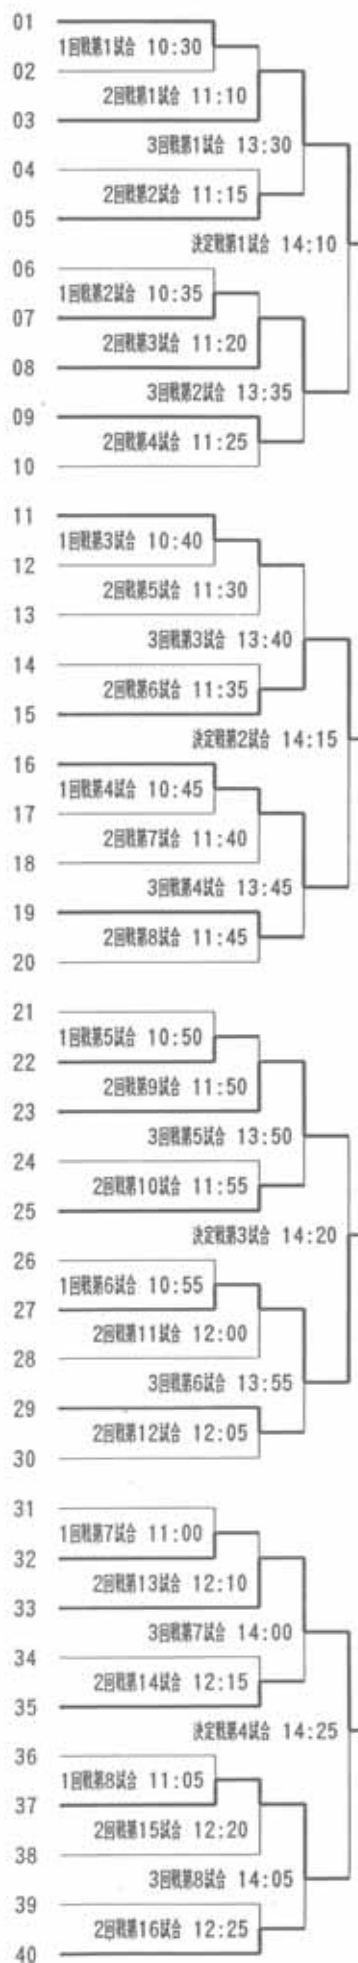 01
1回戦第1試合 10:30
02
2回戦第1試合 11:10
03
3回戦第1試合 13:30
04
2回戦第2試合 11:15
05
決定戦第1試合 14:10
06
1回戦第2試合 10:35
07
2回戦第3試合 11:20
08
3回戦第2試合 13:35
09
2回戦第4試合 11:25
10
11
1回戦第3試合 10:40
12
2回戦第5試合 11:30
13
3回戦第3試合 13:40
14
2回戦第6試合 11:35
15
決定戦第2試合 14:15
16
1回戦第4試合 10:45
17
2回戦第7試合 11:40
18
3回戦第4試合 13:45
19
2回戦第8試合 11:45
20
21
1回戦第5試合 10:50
22
2回戦第9試合 11:50
23
3回戦第5試合 13:50
24
2回戦第10試合 11:55
25
決定戦第3試合 14:20
26
1回戦第6試合 10:55
27
2回戦第11試合 12:00
28
3回戦第6試合 13:55
29
2回戦第12試合 12:05
30
31
1回戦第7試合 11:00
32
2回戦第13試合 12:10
33
3回戦第7試合 14:00
34
2回戦第14試合 12:15
35
決定戦第4試合 14:25
36
1回戦第8試合 11:05
37
2回戦第15試合 12:20
38
3回戦第8試合 14:05
39
2回戦第16試合 12:25
40